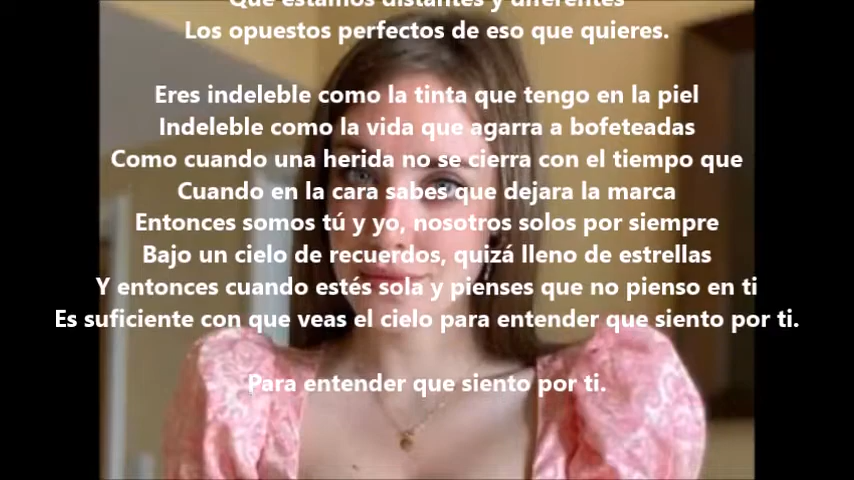 Que estamos distantes y diferentes
Los opuestos perfectos de eso que quieres.
Eres indeleble como la tinta que tengo en la piel
Indeleble como la vida que agarra a bofeteadas
Como cuando una herida no se cierra con el tiempo que
Cuando en la cara sabes que dejara la marca
Entonces somos tú y yo, nosotros solos por siempre
Bajo un cielo de recuerdos, quizá lleno de estrellas
Y entonces cuando estés sola y pienses que no pienso en ti
Es suficiente con que veas el cielo para entender que siento por ti.
Para entender que siento por ti.